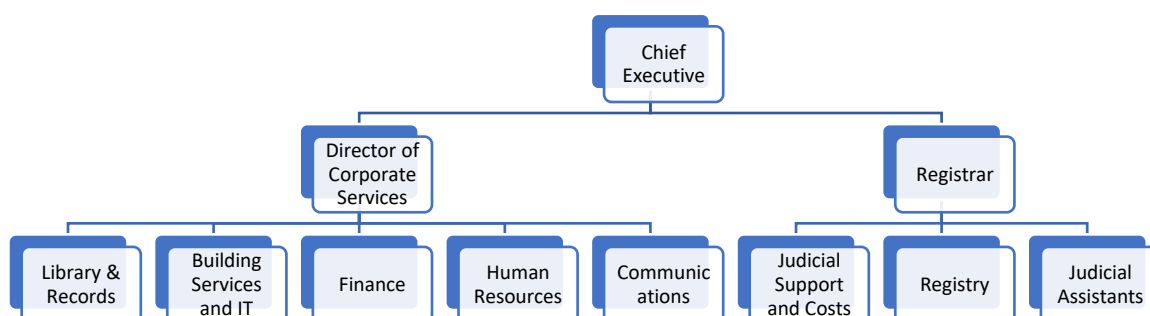 Chief
Executive
Director of
Corporate
Services
Registrar
Library &
Records
Building
Services
and IT
Finance
Human
Resources
Communic
ations
Judicial
Support
and Costs
Registry
Judicial
Assistants